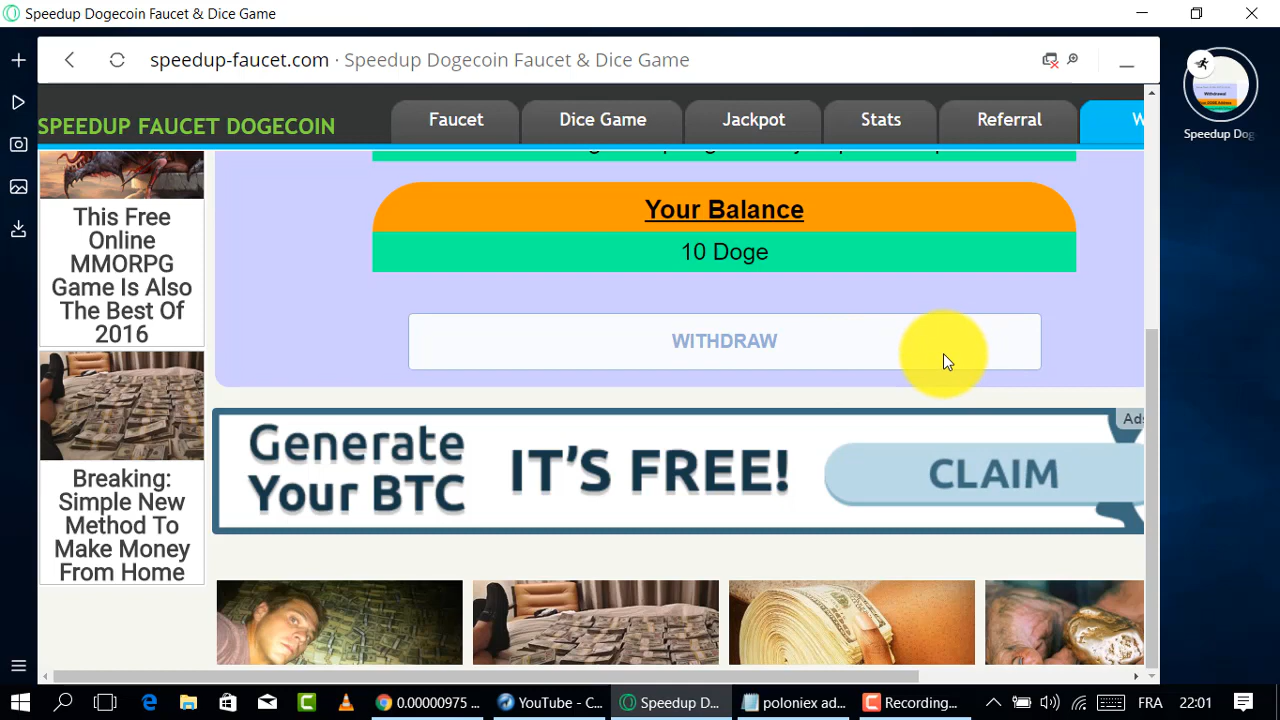 Speedup Dogecoin Faucet & Dice Game
speedup-faucet.com · Speedup Dogecoin Faucet & Dice Game
SPEEDUP FAUCET DOGECOIN
Faucet
Dice Game
Jackpot
Stats
Referral
W
Speedup Dog
This Free
Online
MMORPG
Game Is Also
The Best Of
2016
Breaking:
Simple New
Method To
Make Money
From Home
Your Balance
10 Doge
WITHDRAW
Ads
Generate
Your BTC
IT'S FREE!
CLAIM
0.00000975 ...
YouTube - C...
Speedup D...
poloniex ad...
Recording...
FRA
22:01